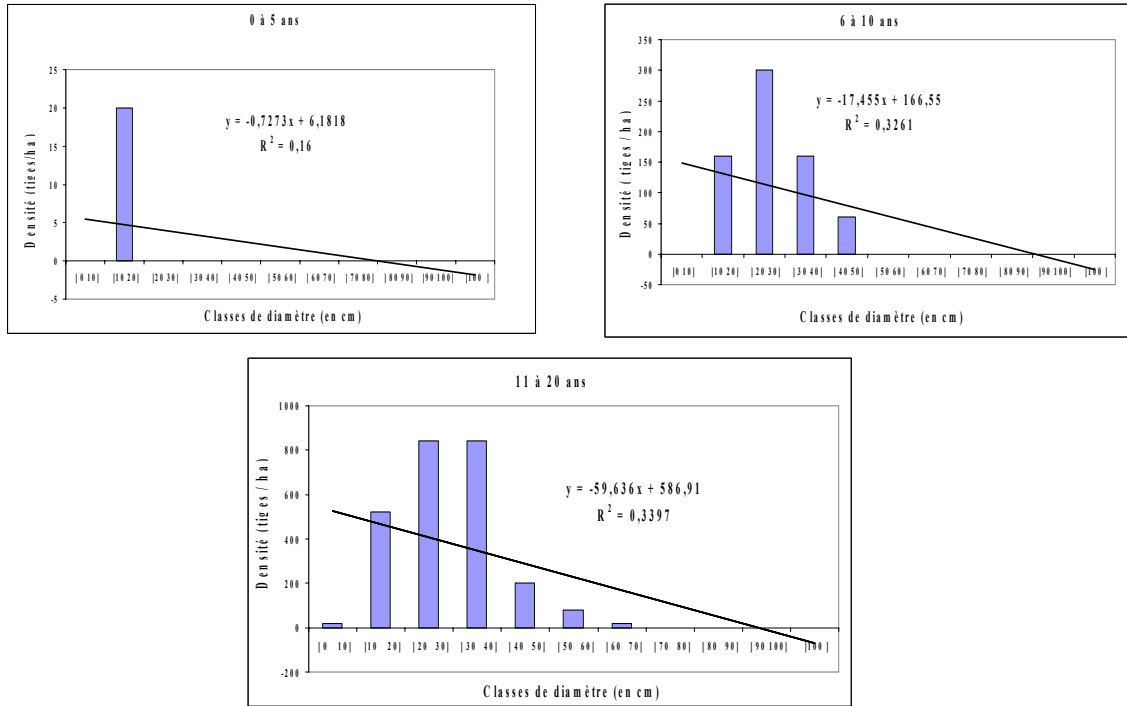 0 à 5 ans
25
20
15
10
5
0
-5
Densité (tiges/ha)
y = -0,7273x + 6,1818
R² = 0,16
|0 10| |10 20| |20 30| |30 40| |40 50| |50 60| |60 70| |70 80| |80 90| |90 100| |100 |
Classes de diamètre (en cm)
6 à 10 ans
350
300
250
200
150
100
50
0
-50
Densité (tiges / ha)
y = -17,455x + 166,55
R² = 0,3261
|0 10| |10 20| |20 30| |30 40| |40 50| |50 60| |60 70| |70 80| |80 90| |90 100| |100 |
Classes de diamètre (en cm)
11 à 20 ans
1000
800
600
400
200
0
-200
Densité (tiges / ha)
y = -59,636x + 586,91
R² = 0,3397
|0 10| |10 20| |20 30| |30 40| |40 50| |50 60| |60 70| |70 80| |80 90| |90 100| |100 |
Classes de diamètre (en cm)